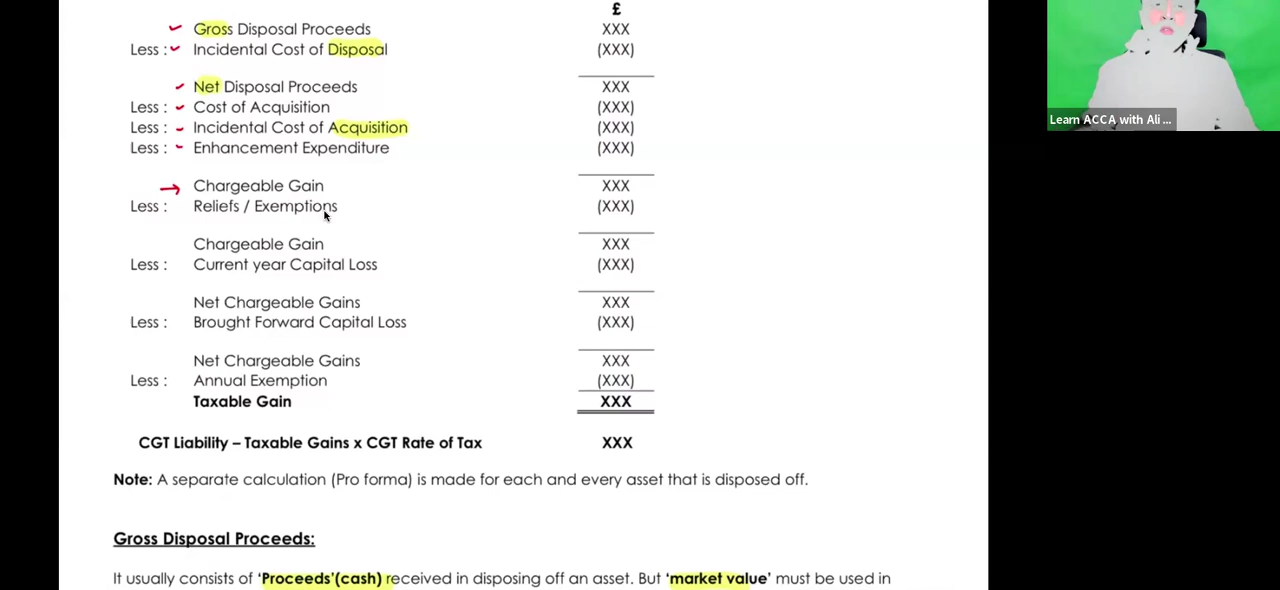 £
Gross Disposal Proceeds XXX
Less : Incidental Cost of Disposal (XXX)
Net Disposal Proceeds XXX
Less : Cost of Acquisition (XXX)
Less : Incidental Cost of Acquisition (XXX)
Less : Enhancement Expenditure (XXX)
Chargeable Gain XXX
Less : Reliefs / Exemptions (XXX)
Chargeable Gain XXX
Less : Current year Capital Loss (XXX)
Net Chargeable Gains XXX
Less : Brought Forward Capital Loss (XXX)
Net Chargeable Gains XXX
Less : Annual Exemption (XXX)
Taxable Gain XXX
CGT Liability – Taxable Gains x CGT Rate of Tax XXX
Note: A separate calculation (Pro forma) is made for each and every asset that is disposed off.
Gross Disposal Proceeds:
It usually consists of ‘Proceeds’(cash) received in disposing off an asset. But ‘market value’ must be used in
Learn ACCA with Ali ...